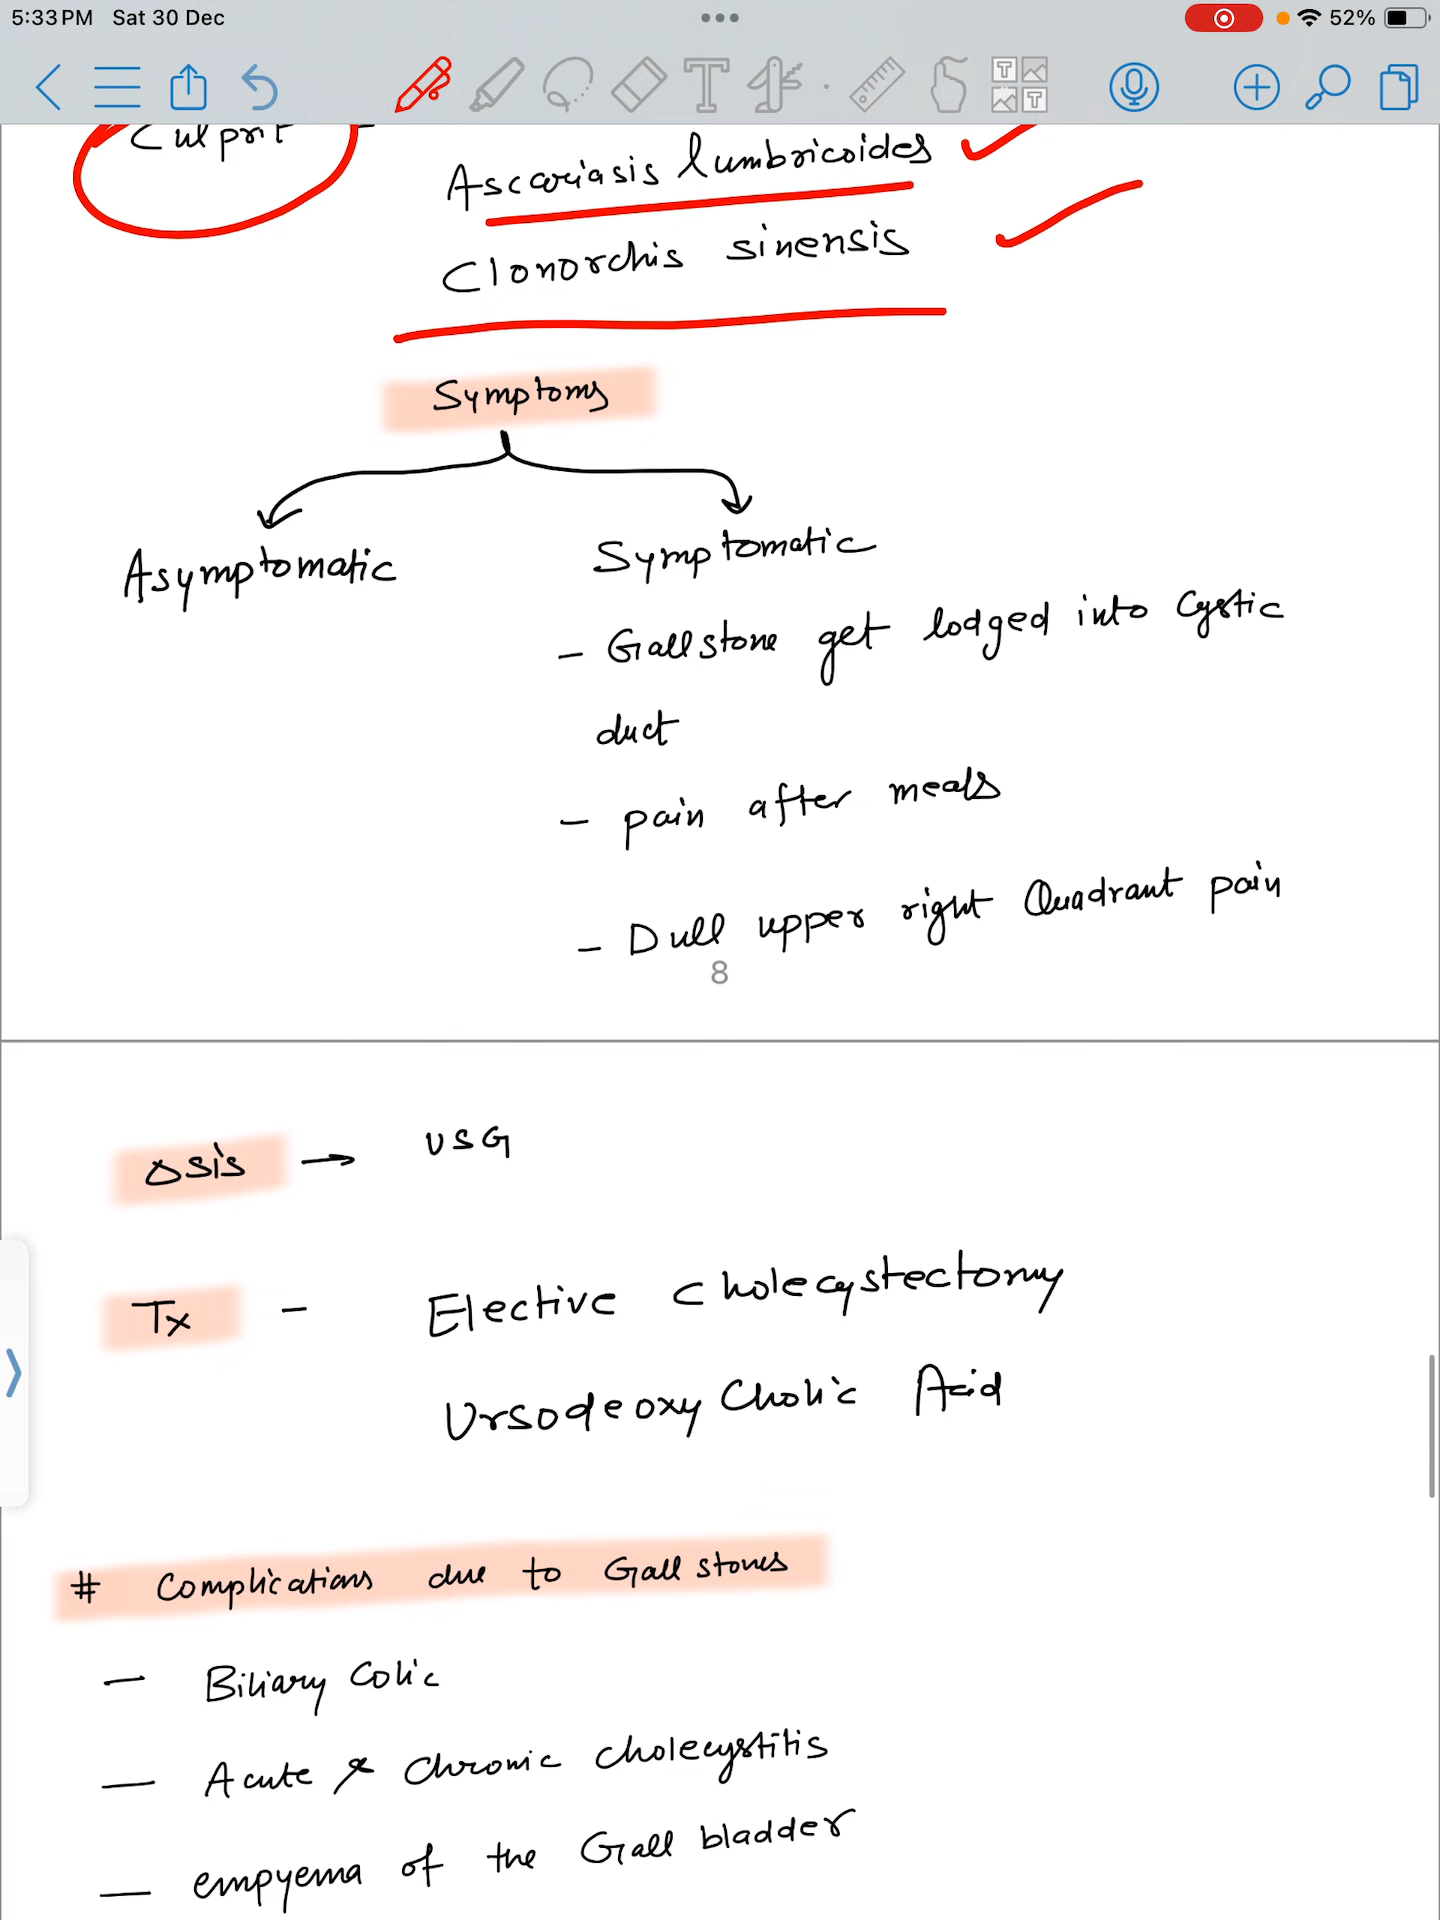 5:33 PM Sat 30 Dec
52%
Culprit -
Ascariasis lumbricoides
Clonorchis sinensis
Symptoms
Asymptomatic
Symptomatic
- Gallstone get lodged into Cystic
duct
- pain after meals
- Dull upper right Quadrant pain
8
Δsis → USG
Tx - Elective cholecystectomy
Ursodeoxy Cholic Acid
# Complications due to Gall stones
- Biliary Colic
- Acute & Chronic cholecystitis
- empyema of the Gall bladder